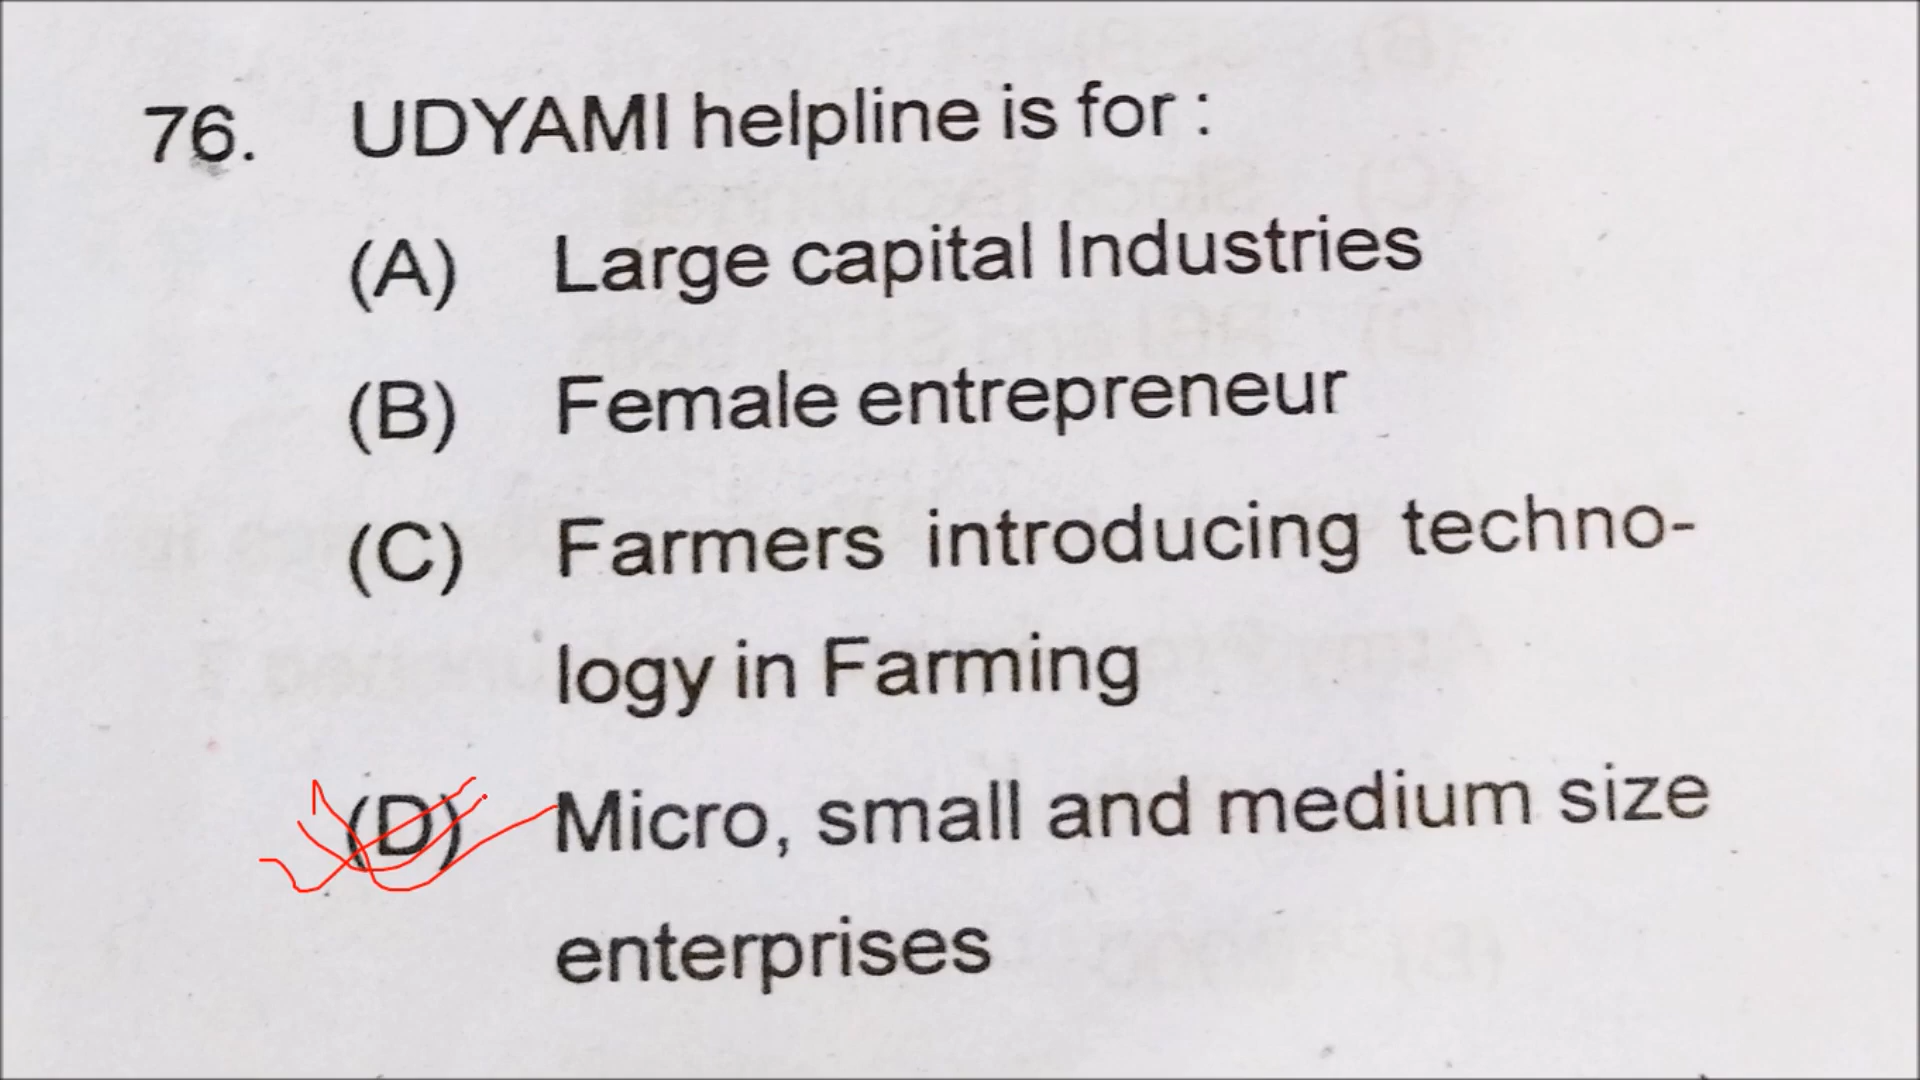 76. UDYAMI helpline is for :
(A) Large capital Industries
(B) Female entrepreneur
(C) Farmers introducing techno-
logy in Farming
(D) Micro, small and medium size
enterprises